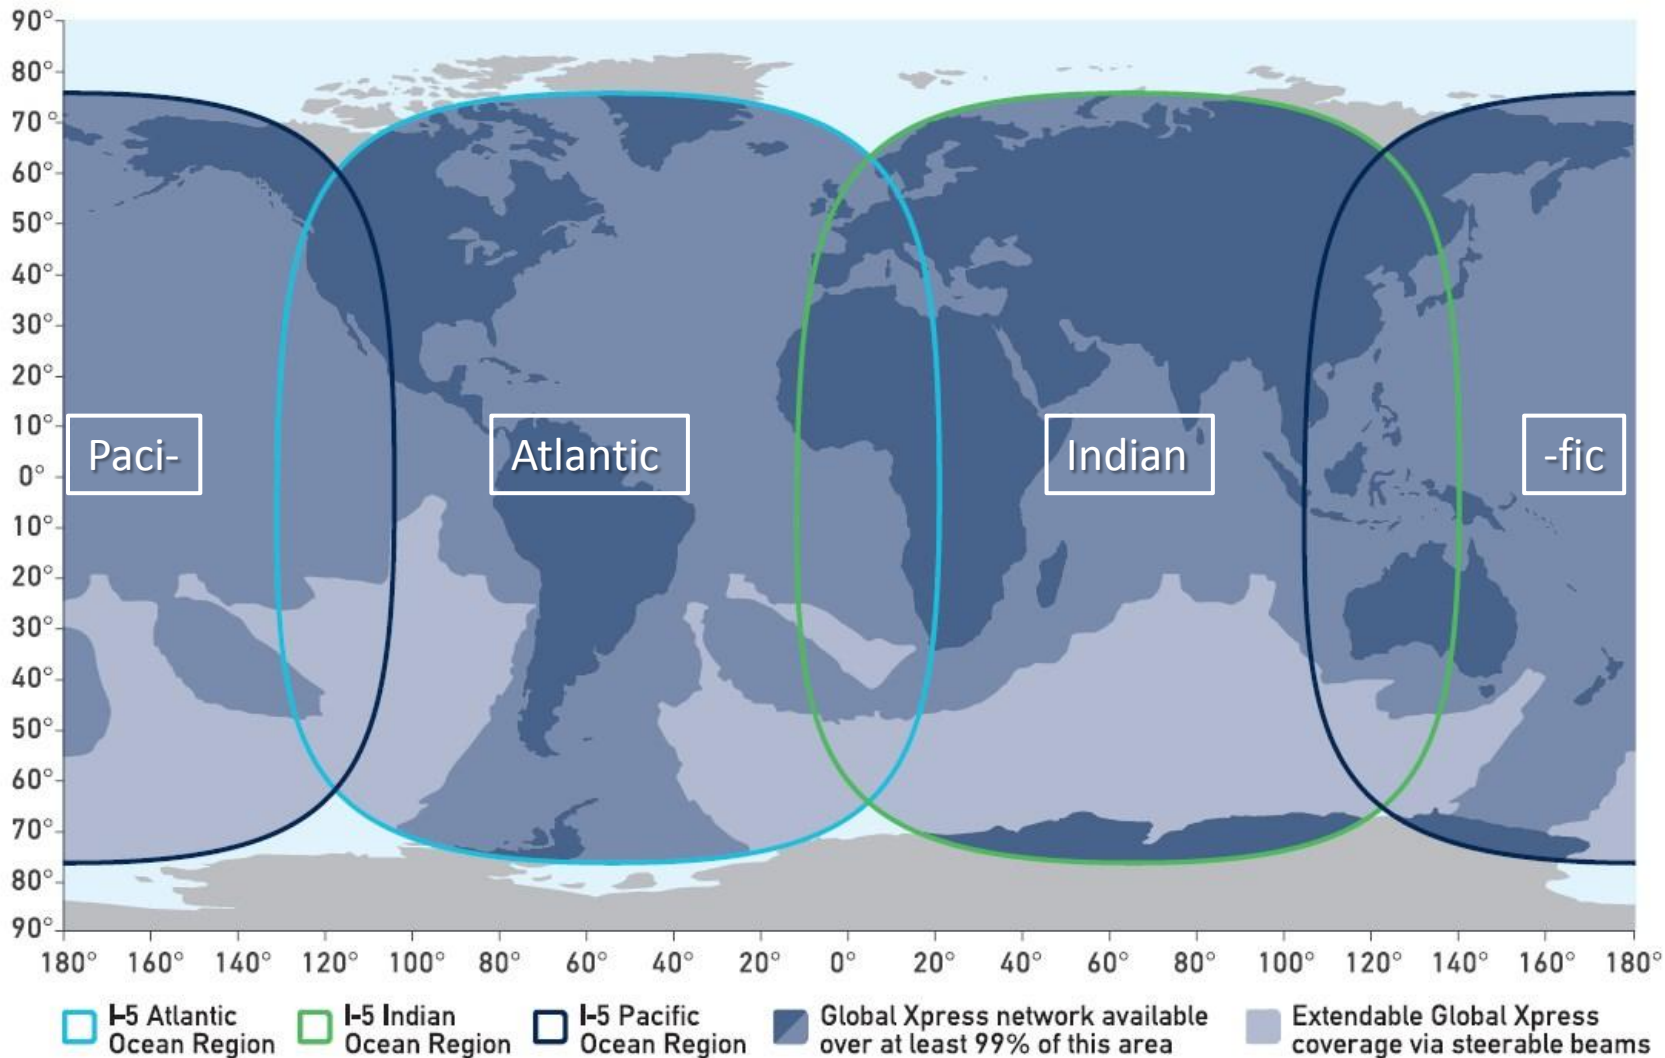 90°
80°
70°
60°
50°
40°
30°
20°
10°
0°
10°
20°
30°
40°
50°
60°
70°
80°
90°
Paci-
Atlantic
Indian
-fic
180° 160° 140° 120° 100° 80° 60° 40° 20° 0° 20° 40° 60° 80° 100° 120° 140° 160° 180°
I-5 Atlantic
Ocean Region
I-5 Indian
Ocean Region
I-5 Pacific
Ocean Region
Global Xpress network available
over at least 99% of this area
Extendable Global Xpress
coverage via steerable beams